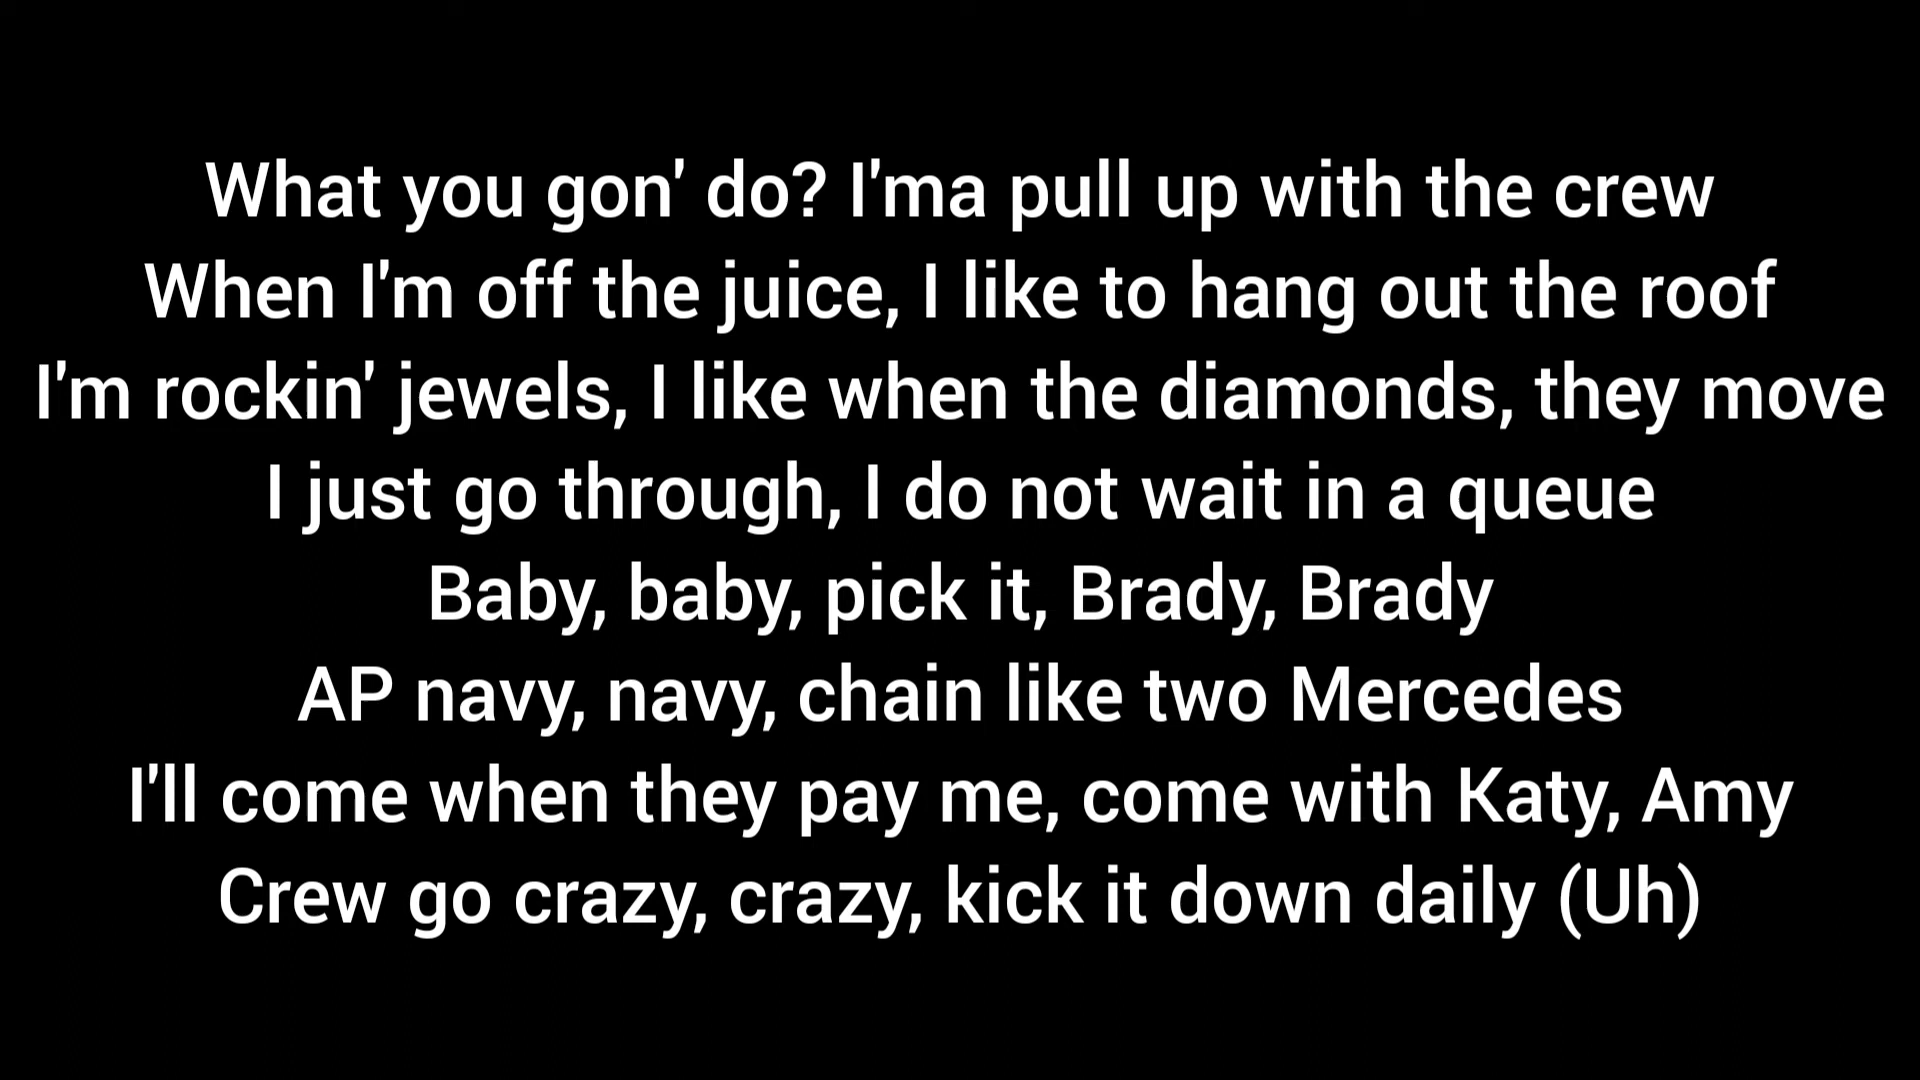 What you gon' do? I'ma pull up with the crew
When I'm off the juice, I like to hang out the roof
I'm rockin' jewels, I like when the diamonds, they move
I just go through, I do not wait in a queue
Baby, baby, pick it, Brady, Brady
AP navy, navy, chain like two Mercedes
I'll come when they pay me, come with Katy, Amy
Crew go crazy, crazy, kick it down daily (Uh)